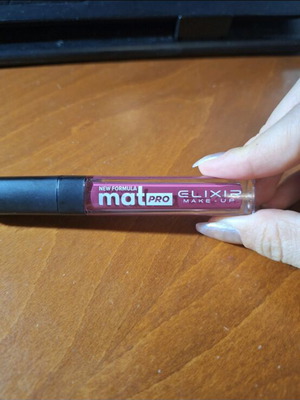 NEW FORMULA
mat PRO
ELIXIR
MAKE-UP